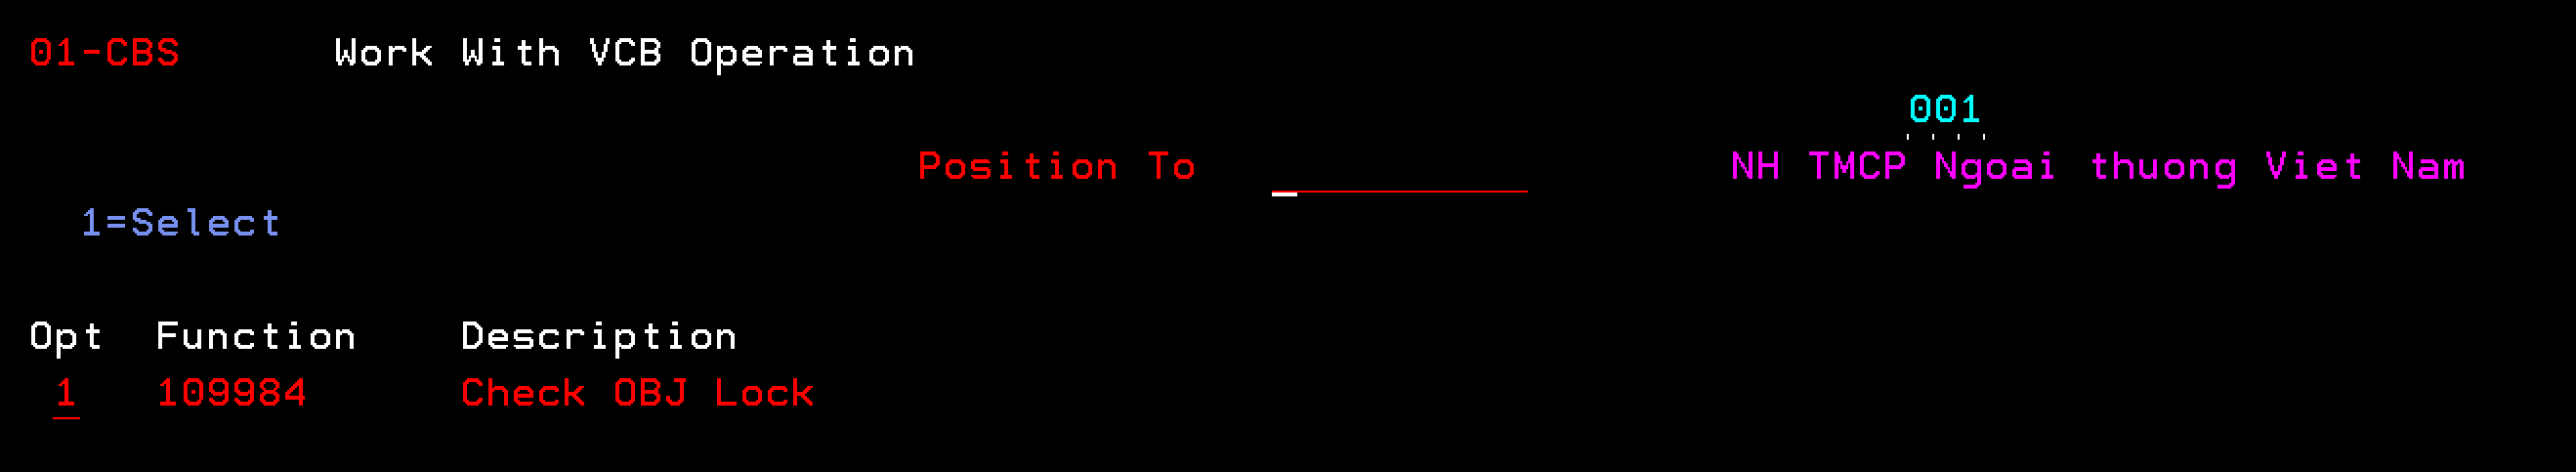 01-CBS Work With VCB Operation
001
Position To NH TMCP Ngoai thuong Viet Nam
1=Select
Opt Function Description
1 109984 Check OBJ Lock